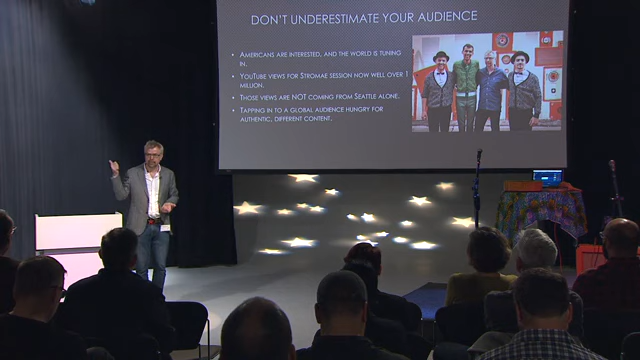 DON'T UNDERESTIMATE YOUR AUDIENCE
• AMERICANS ARE INTERESTED, AND THE WORLD IS TUNING
IN.
• YOUTUBE VIEWS FOR STROMAE SESSION NOW WELL OVER 1
MILLION.
• THOSE VIEWS ARE NOT COMING FROM SEATTLE ALONE.
• TAPPING IN TO A GLOBAL AUDIENCE HUNGRY FOR
AUTHENTIC, DIFFERENT CONTENT.